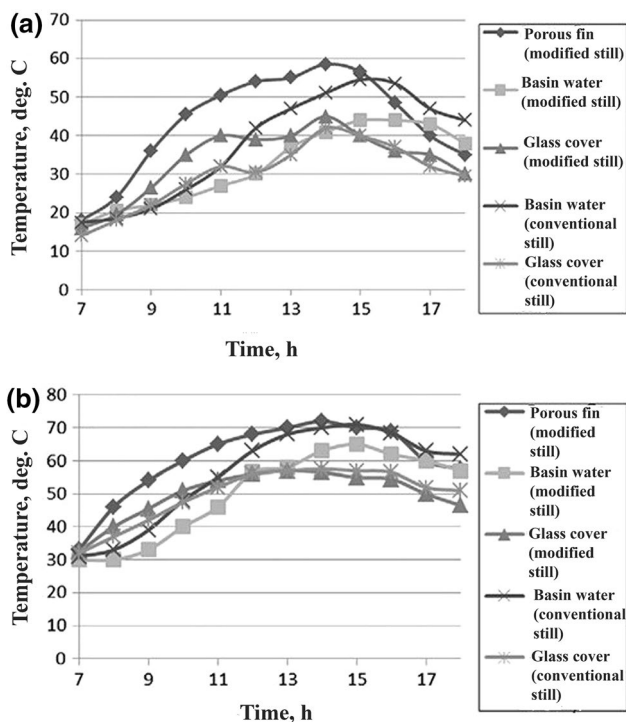 (a)
70
60
50
40
30
20
10
0
Temperature, deg. C
7
9
11
13
15
17
Time, h
Porous fin
(modified still)
Basin water
(modified still)
Glass cover
(modified still)
Basin water
(conventional
still)
Glass cover
(conventional
still)
(b)
80
70
60
50
40
30
20
10
0
Temperature, deg. C
7
9
11
13
15
17
Time, h
Porous fin
(modified
still)
Basin water
(modified
still)
Glass cover
(modified
still)
Basin water
(conventional
still)
Glass cover
(conventional
still)